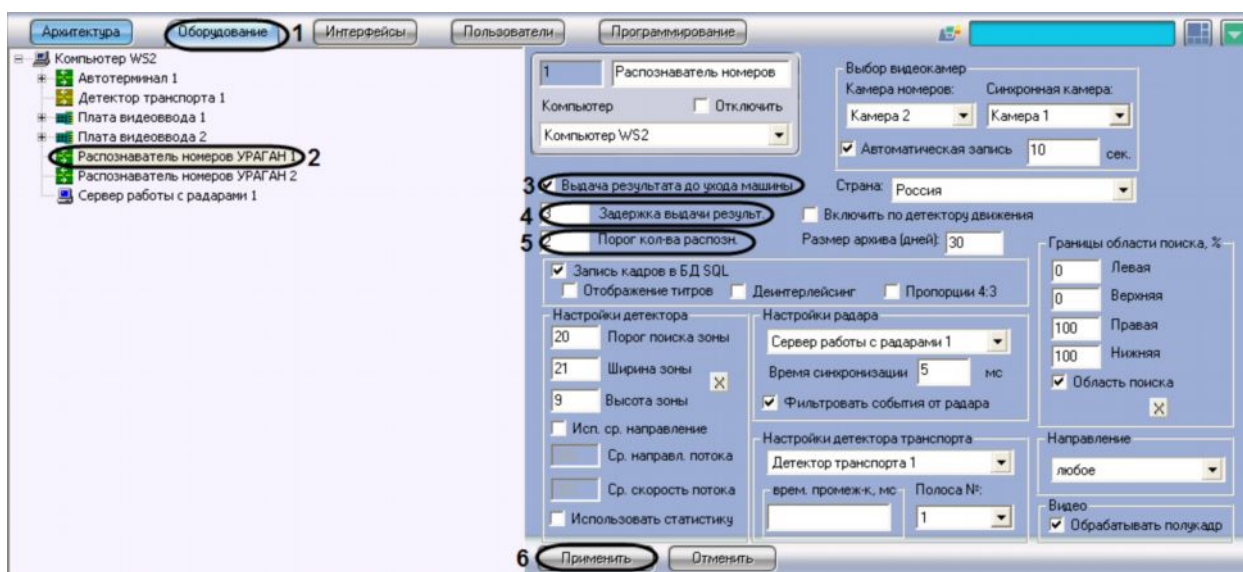 Архитектура Оборудование 1 Интерфейсы Пользователи Программирование
Компьютер WS2
Автотерминал 1
Детектор транспорта 1
Плата видеоввода 1
Плата видеоввода 2
Распознаватель номеров УРАГАН 1 2
Распознаватель номеров УРАГАН 2
Сервер работы с радарами 1
1 Распознаватель номеров
Компьютер Отключить
Компьютер WS2
Выбор видеокамер
Камера номеров: Синхронная камера:
Камера 2 Камера 1
Автоматическая запись 10 сек.
3 Выдача результата до ухода машины
Страна: Россия
4 3 Задержка выдачи результ.
Включить по детектору движения
5 2 Порог кол-ва распозн.
Размер архива (дней): 30
Запись кадров в БД SQL
Отображение титров Деинтерлейсинг Пропорции 4:3
Границы области поиска, %
0 Левая
0 Верхняя
100 Правая
100 Нижняя
Область поиска
X
Настройки детектора
20 Порог поиска зоны
21 Ширина зоны
X
9 Высота зоны
Исп. ср. направление
Ср. направл. потока
Ср. скорость потока
Использовать статистику
Настройки радара
Сервер работы с радарами 1
Время синхронизации 5 мс
Фильтровать события от радара
Настройки детектора транспорта
Детектор транспорта 1
врем. промеж-к, мс Полоса №:
1
Направление
любое
Видео
Обрабатывать полукадр
6 Применить Отменить